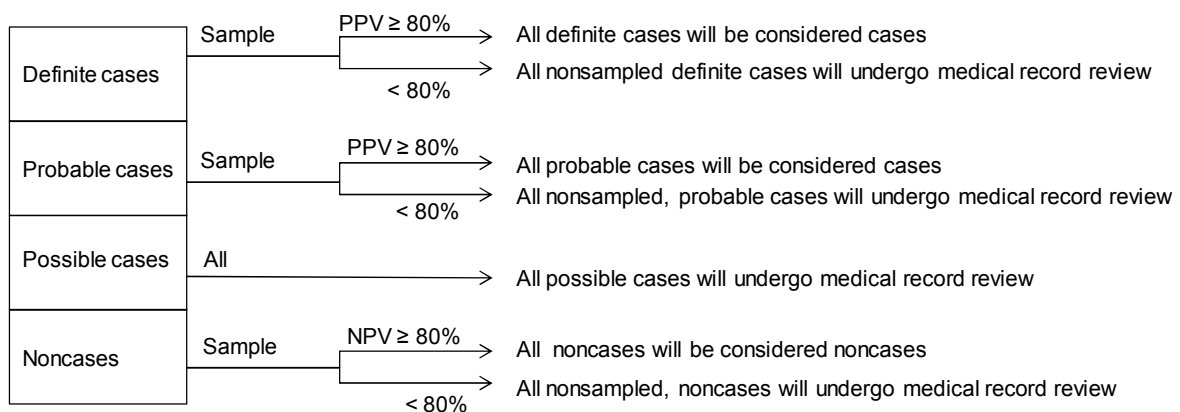 Definite cases
Sample
PPV ≥ 80%
All definite cases will be considered cases
< 80%
All nonsampled definite cases will undergo medical record review
Probable cases
Sample
PPV ≥ 80%
All probable cases will be considered cases
< 80%
All nonsampled, probable cases will undergo medical record review
Possible cases
All
All possible cases will undergo medical record review
Noncases
Sample
NPV ≥ 80%
All noncases will be considered noncases
< 80%
All nonsampled, noncases will undergo medical record review